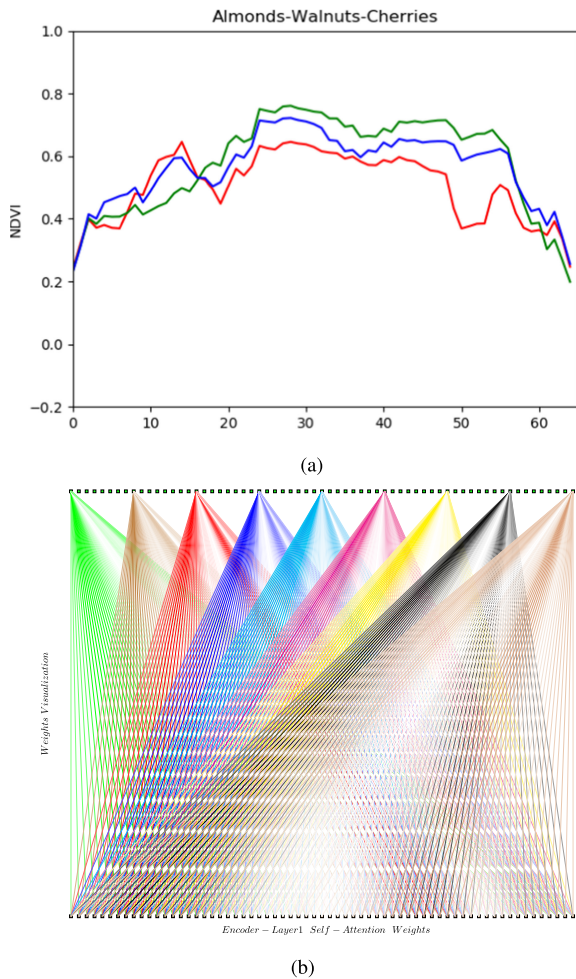 Almonds-Walnuts-Cherries
1.0
0.8
0.6
0.4
0.2
0.0
−0.2
NDVI
0 10 20 30 40 50 60
(a)
Weights Visualization
Encoder − Layer1 Self − Attention Weights
(b)